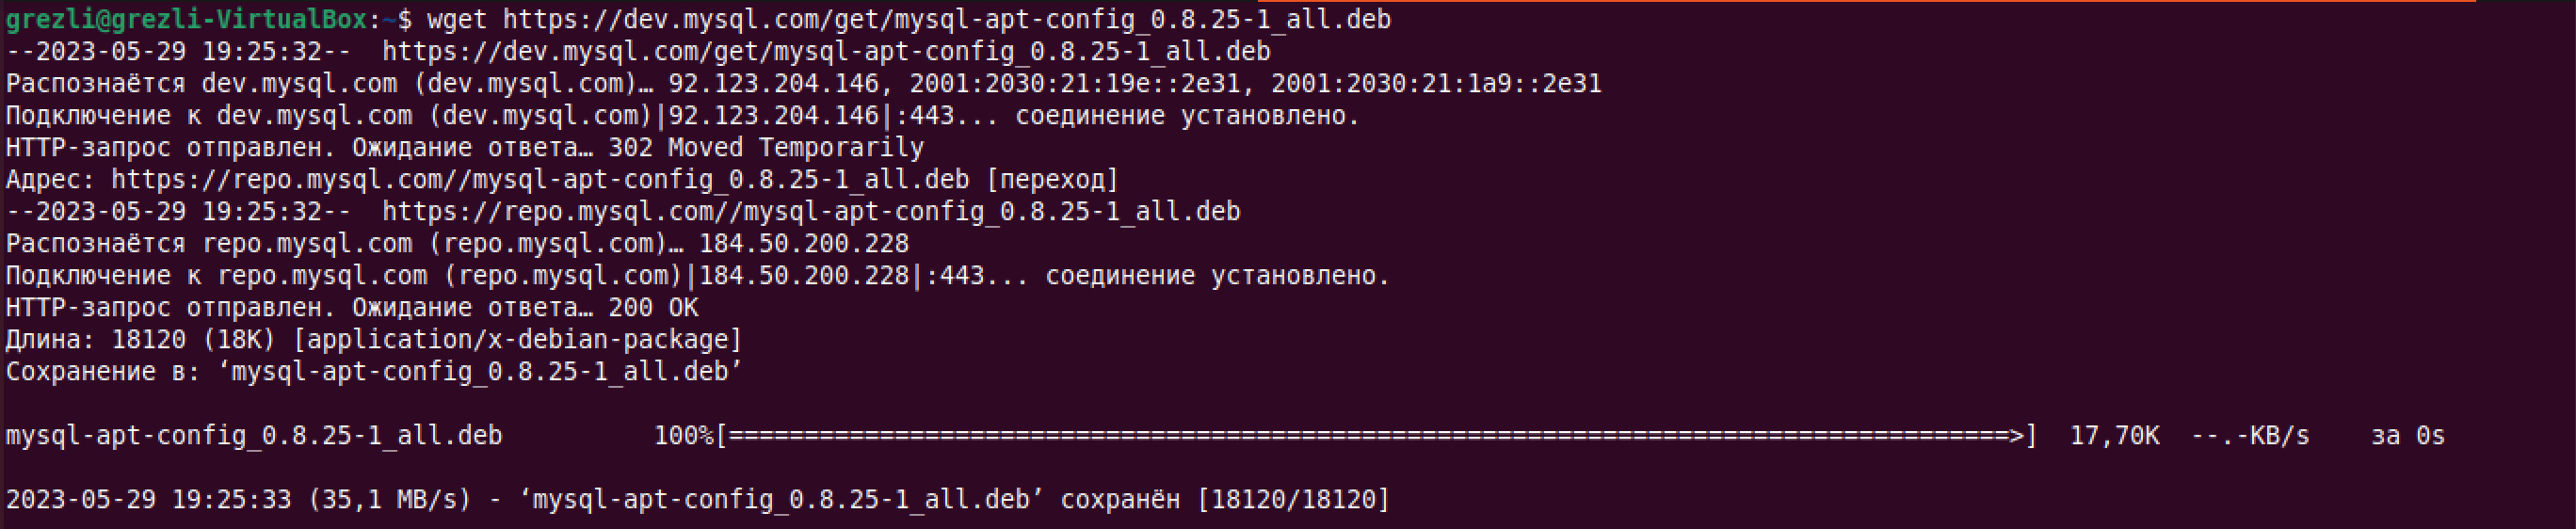 grezli@grezli-VirtualBox:~$ wget https://dev.mysql.com/get/mysql-apt-config_0.8.25-1_all.deb
--2023-05-29 19:25:32--  https://dev.mysql.com/get/mysql-apt-config_0.8.25-1_all.deb
Распознаётся dev.mysql.com (dev.mysql.com)… 92.123.204.146, 2001:2030:21:19e::2e31, 2001:2030:21:1a9::2e31
Подключение к dev.mysql.com (dev.mysql.com)|92.123.204.146|:443... соединение установлено.
HTTP-запрос отправлен. Ожидание ответа… 302 Moved Temporarily
Адрес: https://repo.mysql.com//mysql-apt-config_0.8.25-1_all.deb [переход]
--2023-05-29 19:25:32--  https://repo.mysql.com//mysql-apt-config_0.8.25-1_all.deb
Распознаётся repo.mysql.com (repo.mysql.com)… 184.50.200.228
Подключение к repo.mysql.com (repo.mysql.com)|184.50.200.228|:443... соединение установлено.
HTTP-запрос отправлен. Ожидание ответа… 200 OK
Длина: 18120 (18K) [application/x-debian-package]
Сохранение в: ‘mysql-apt-config_0.8.25-1_all.deb’
mysql-apt-config_0.8.25-1_all.deb          100%[=====================================================================================>]  17,70K  --.-KB/s    за 0s
2023-05-29 19:25:33 (35,1 MB/s) - ‘mysql-apt-config_0.8.25-1_all.deb’ сохранён [18120/18120]